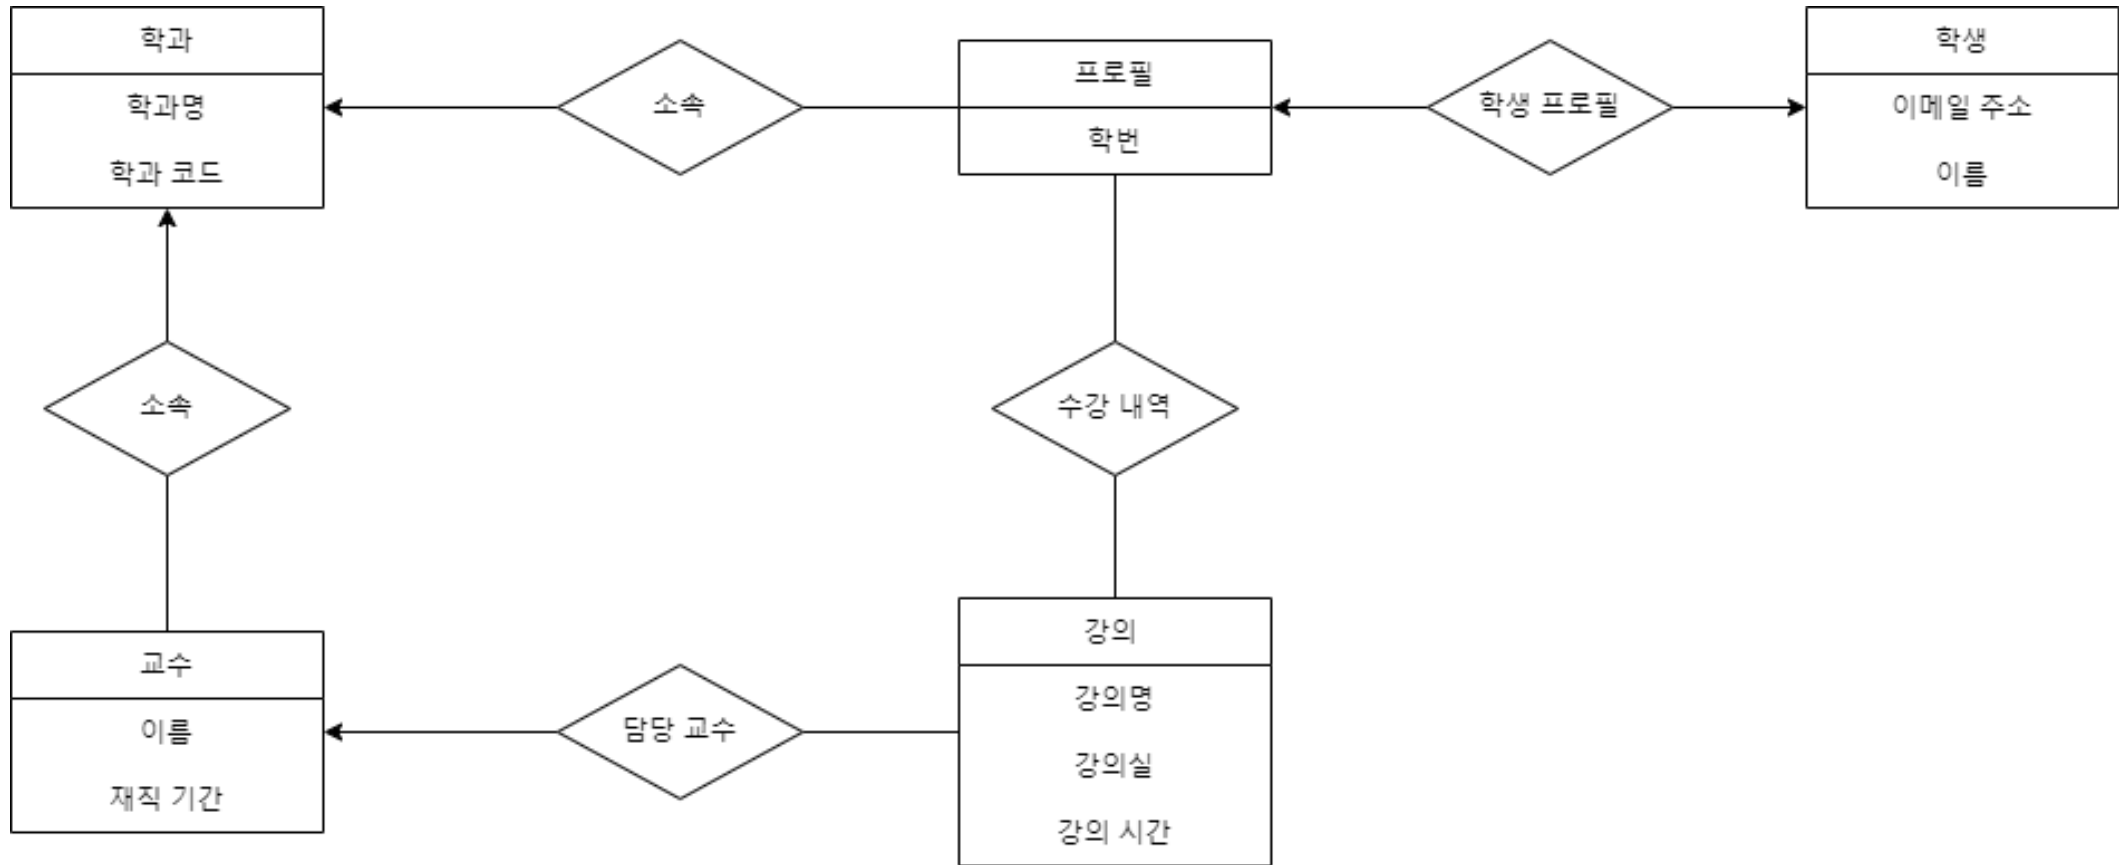 학과
학과명
학과 코드
소속
프로필
학번
학생 프로필
학생
이메일 주소
이름
소속
수강 내역
교수
이름
재직 기간
담당 교수
강의
강의명
강의실
강의 시간